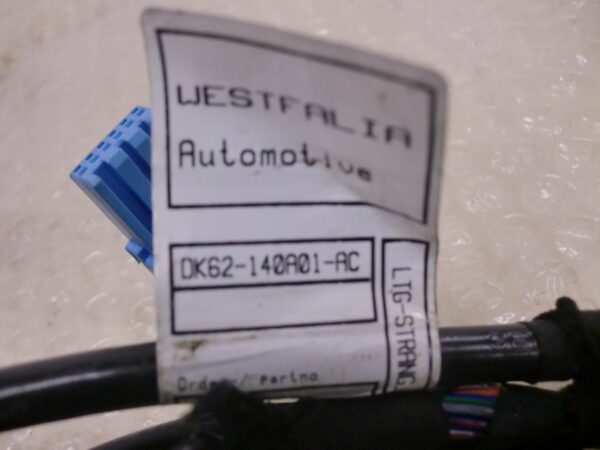 WESTFALIA
Automotive
DK62-140A01-AC
LTG-STRANG